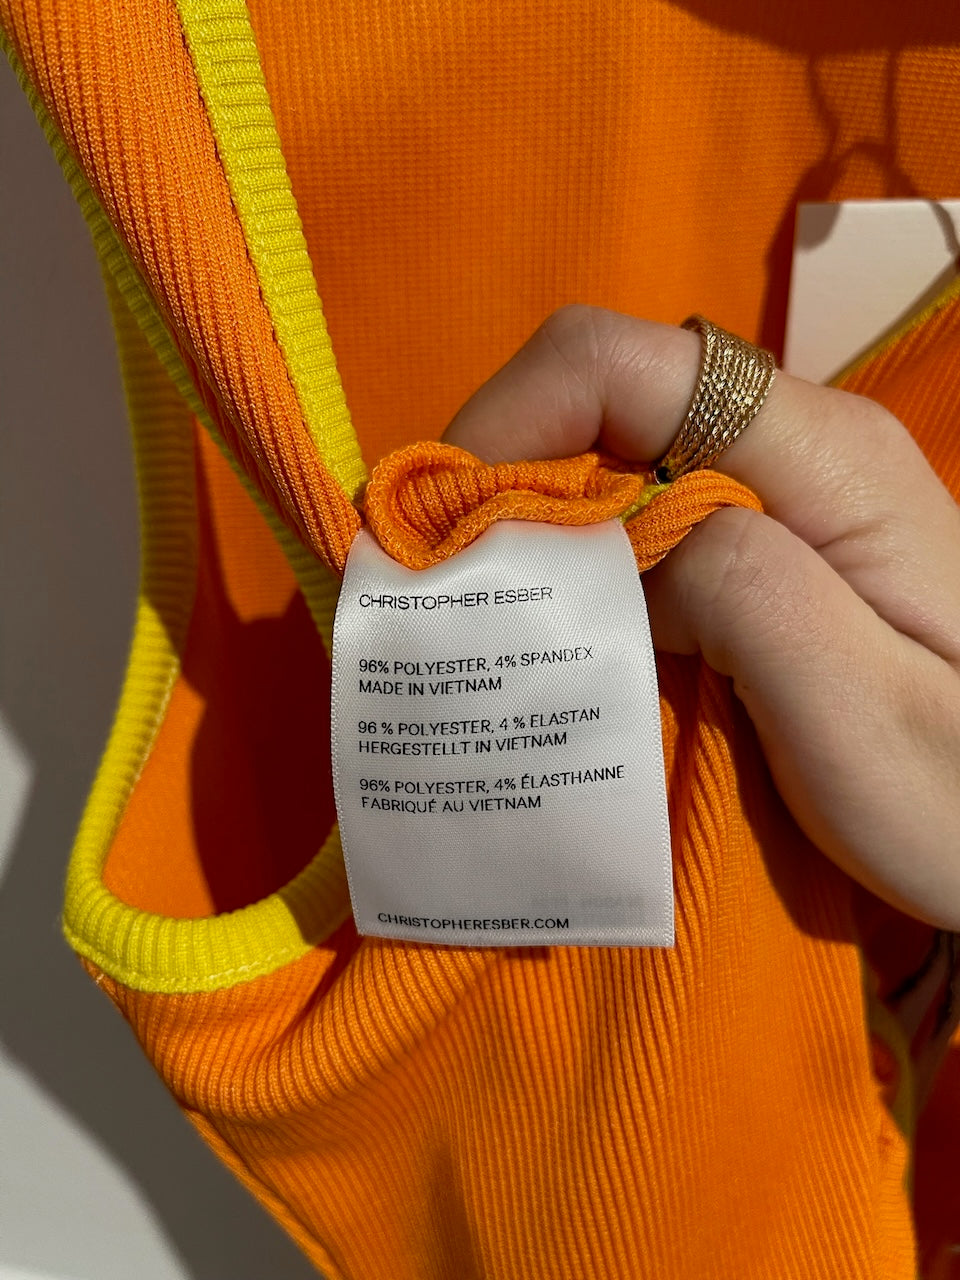 CHRISTOPHER ESBER
96% POLYESTER, 4% SPANDEX
MADE IN VIETNAM
96 % POLYESTER, 4 % ELASTAN
HERGESTELLT IN VIETNAM
96% POLYESTER, 4% ÉLASTHANNE
FABRIQUÉ AU VIETNAM
CHRISTOPHERESBER.COM